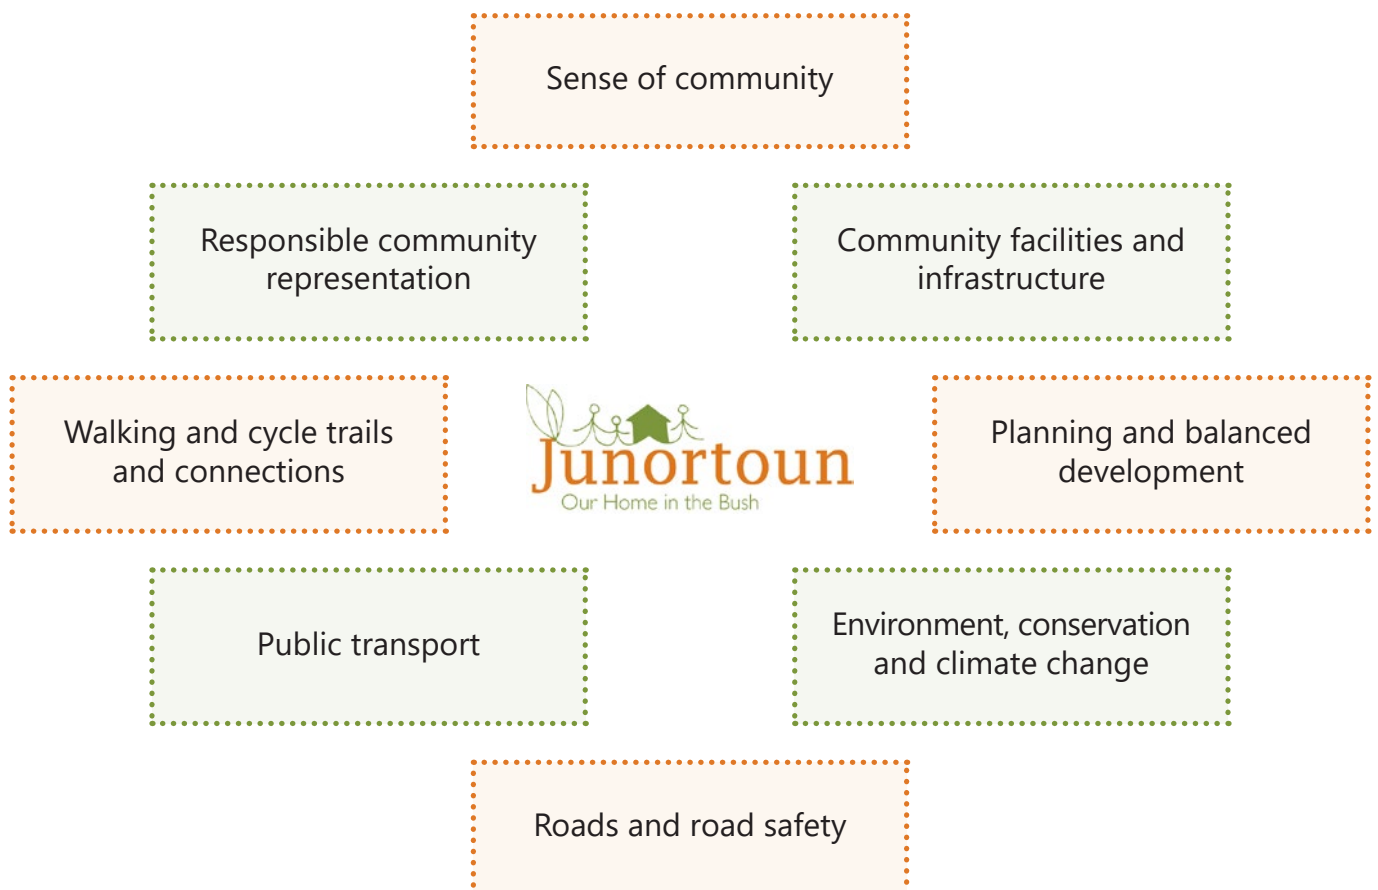 Sense of community
Responsible community
representation
Community facilities and
infrastructure
Walking and cycle trails
and connections
Junortoun
Our Home in the Bush
Planning and balanced
development
Public transport
Environment, conservation
and climate change
Roads and road safety